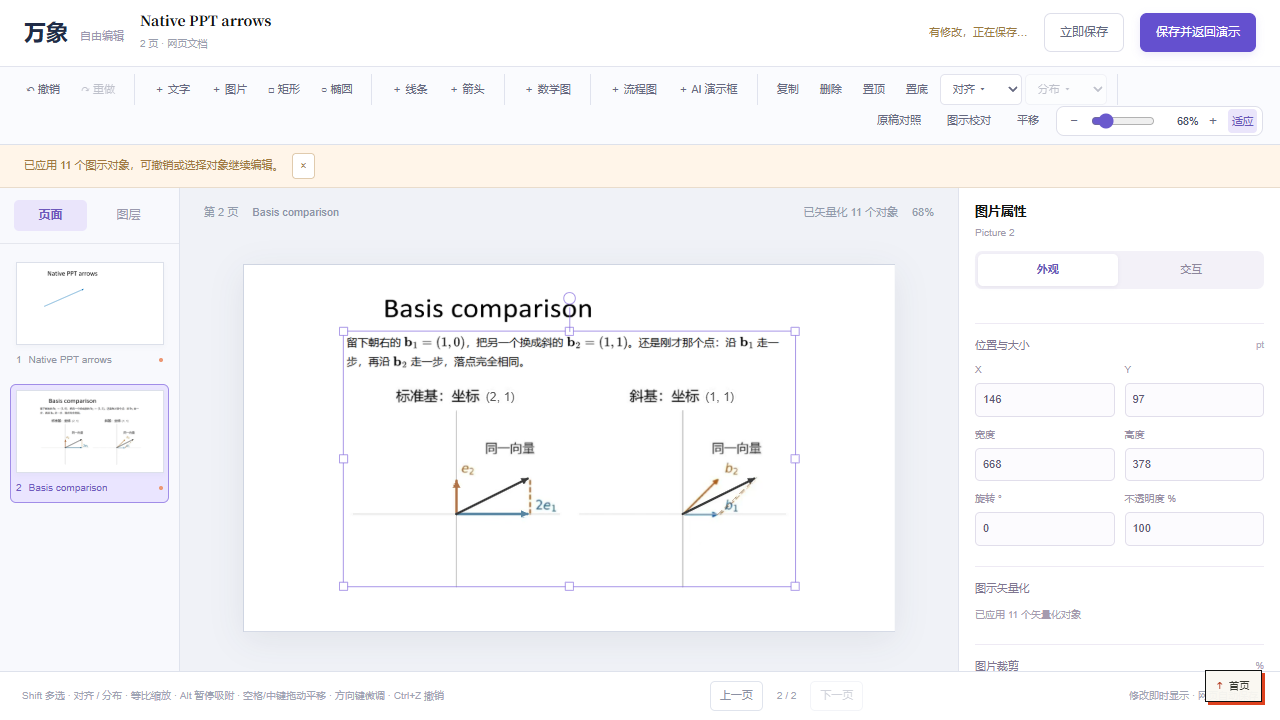 万象 自由编辑 Native PPT arrows
2 页 · 网页文档
有修改，正在保存... 立即保存 保存并返回演示
↶ 撤销 ↷ 重做 + 文字 + 图片 □ 矩形 ○ 椭圆 + 线条 + 箭头 + 数学图 + 流程图 + AI 演示框 复制 删除 置顶 置底 对齐 · 分布 ·
原稿对照 图示校对 平移 − 68% + 适应
已应用 11 个图示对象，可撤销或选择对象继续编辑。 ×
页面 图层
Native PPT arrows
1 Native PPT arrows
Basis comparison
2 Basis comparison
第 2 页 Basis comparison 已矢量化 11 个对象 68%
Basis comparison
留下朝右的 b₁ = (1,0)，把另一个换成斜的 b₂ = (1,1)。还是刚才那个点：沿 b₁ 走一
步，再沿 b₂ 走一步，落点完全相同。
标准基：坐标 (2, 1) 斜基：坐标 (1, 1)
同一向量 同一向量
e₂ b₂
2e₁ b₁
图片属性
Picture 2
外观 交互
位置与大小 pt
X Y
146 97
宽度 高度
668 378
旋转 ° 不透明度 %
0 100
图示矢量化
已应用 11 个矢量化对象
图片裁剪 %
Shift 多选 · 对齐 / 分布 · 等比缩放 · Alt 暂停吸附 · 空格/中键拖动平移 · 方向键微调 · Ctrl+Z 撤销
上一页 2 / 2 下一页
修改即时显示 ·
↑ 首页